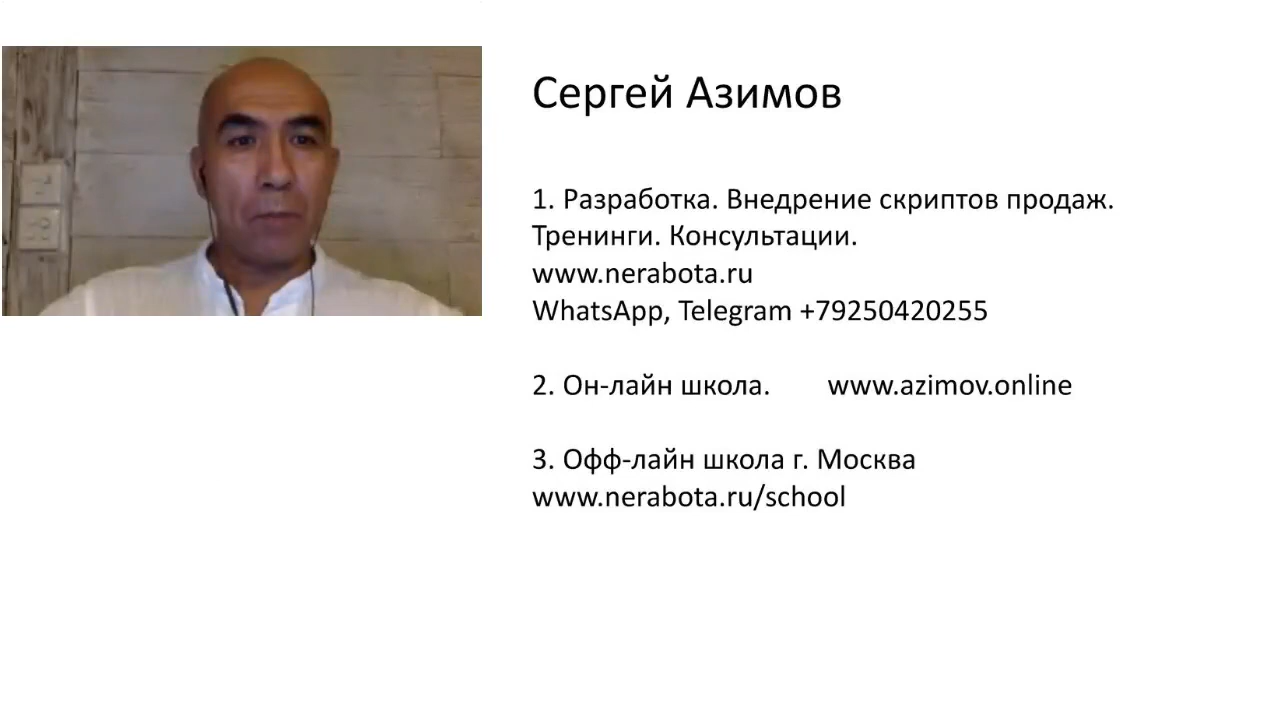 Сергей Азимов
1. Разработка. Внедрение скриптов продаж.
Тренинги. Консультации.
www.nerabota.ru
WhatsApp, Telegram +79250420255
2. Он-лайн школа. www.azimov.online
3. Офф-лайн школа г. Москва
www.nerabota.ru/school